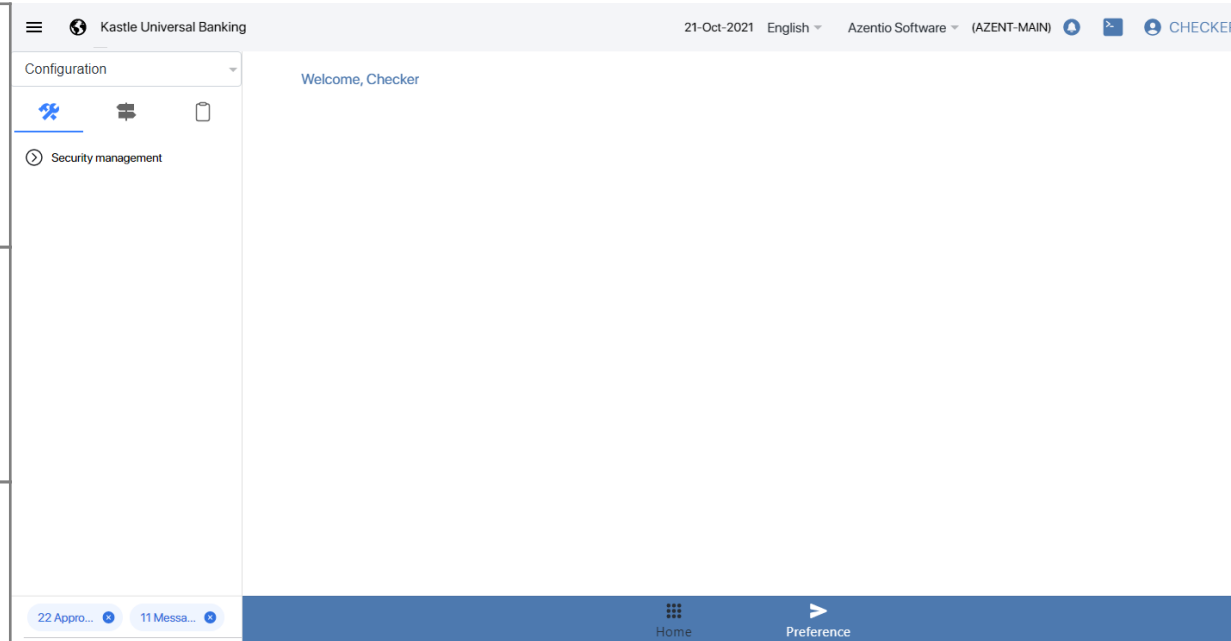 Kastle Universal Banking
21-Oct-2021 English Azentio Software (AZENT-MAIN) CHECKER
Configuration
Welcome, Checker
Security management
22 Appro... 11 Messa...
Home Preference